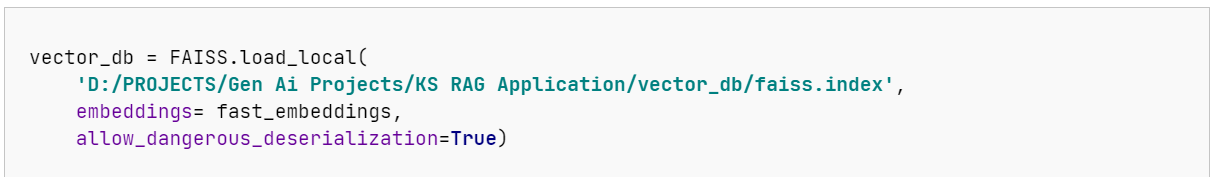 vector_db = FAISS.load_local(
    'D:/PROJECTS/Gen Ai Projects/KS RAG Application/vector_db/faiss.index',
    embeddings= fast_embeddings,
    allow_dangerous_deserialization=True)